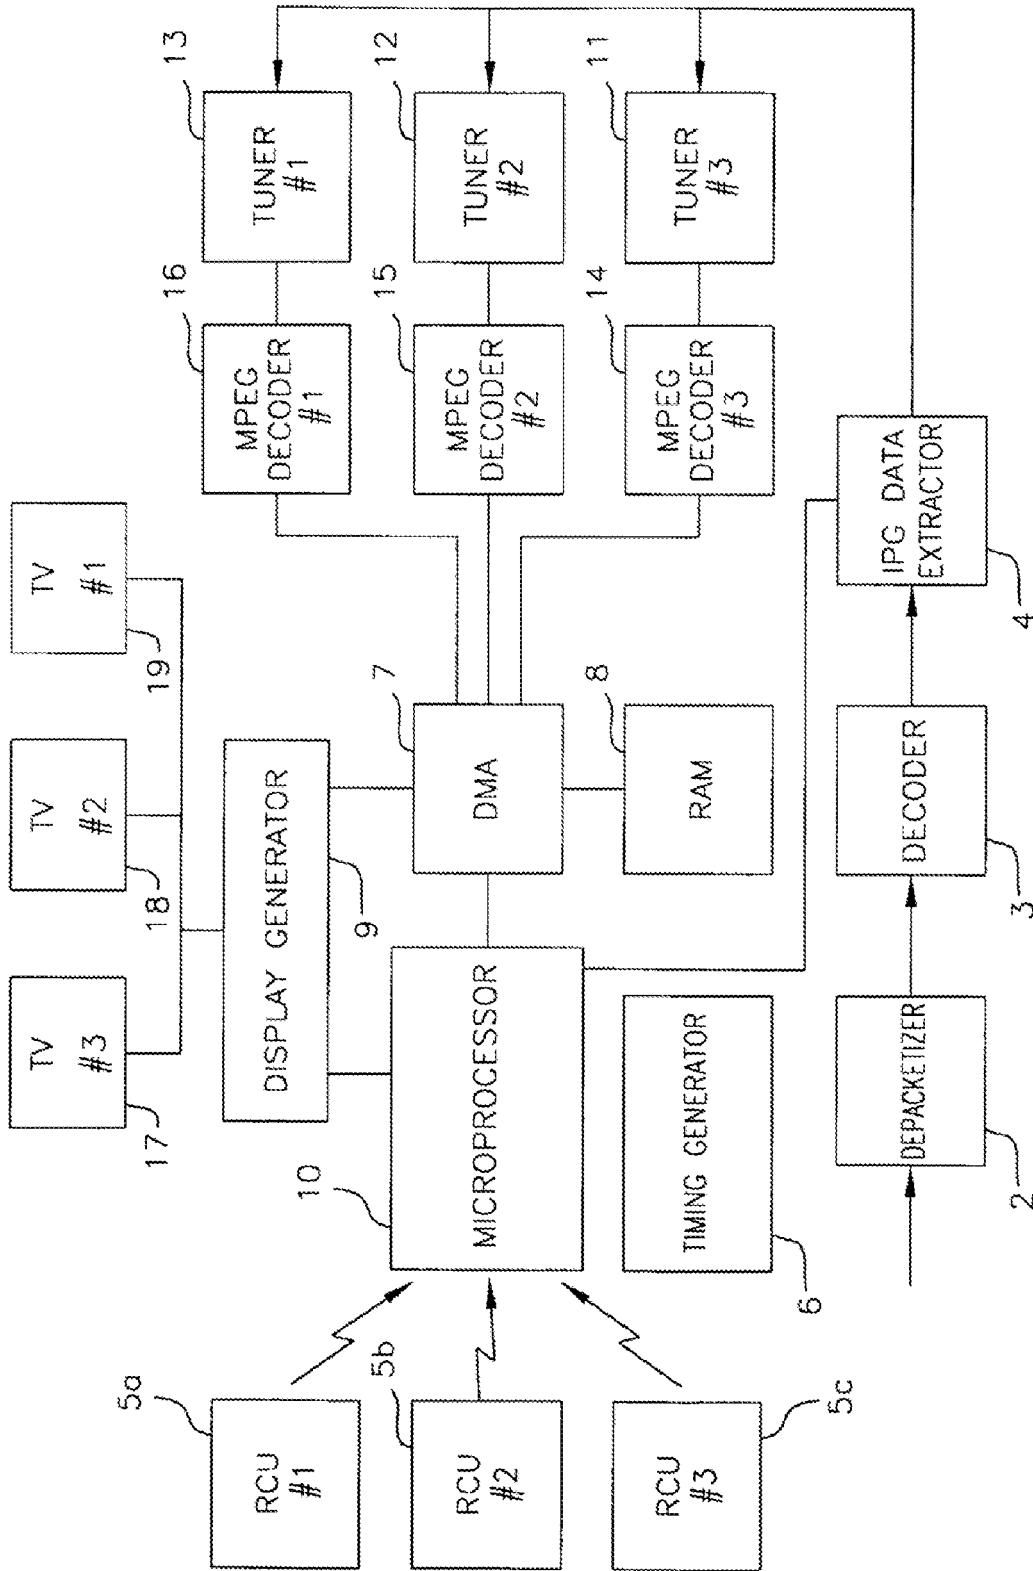 TV
#3
17
TV
#2
18
TV
#1
19
DISPLAY GENERATOR
9
RCU
#1
5a
RCU
#2
5b
RCU
#3
5c
MICROPROCESSOR
10
TIMING GENERATOR
6
DMA
7
RAM
8
MPEG
DECODER
#1
16
MPEG
DECODER
#2
15
MPEG
DECODER
#3
14
TUNER
#1
13
TUNER
#2
12
TUNER
#3
11
DEPACKETIZER
2
DECODER
3
IPG DATA
EXTRACTOR
4